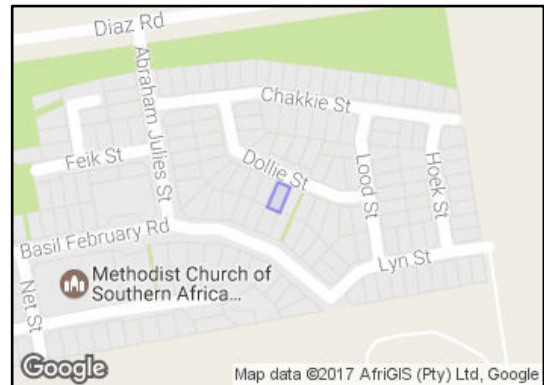 Diaz Rd
Abraham Julies St
Chakkie St
Feik St
Dollie St
Lood St
Hoek St
Basil February Rd
Lyn St
Methodist Church of
Southern Africa...
Net St
Google
Map data ©2017 AfriGIS (Pty) Ltd, Google